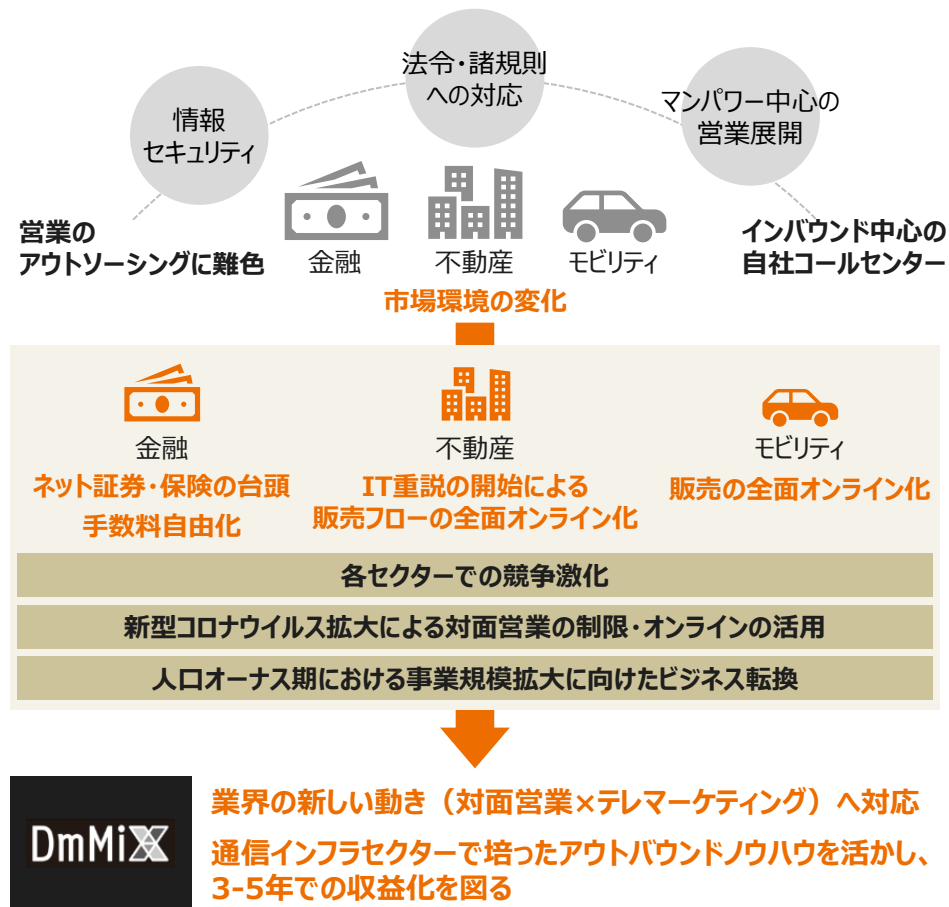 法令・諸規則
への対応
情報
セキュリティ
マンパワー中心の
営業展開
営業の
アウトソーシングに難色
金融
不動産
モビリティ
インバウンド中心の
自社コールセンター
市場環境の変化
金融
ネット証券・保険の台頭
手数料自由化
不動産
IT重説の開始による
販売フローの全面オンライン化
モビリティ
販売の全面オンライン化
各セクターでの競争激化
新型コロナウイルス拡大による対面営業の制限・オンラインの活用
人口オーナス期における事業規模拡大に向けたビジネス転換
DmMiX
業界の新しい動き（対面営業×テレマーケティング）へ対応
通信インフラセクターで培ったアウトバウンドノウハウを活かし、
3-5年での収益化を図る